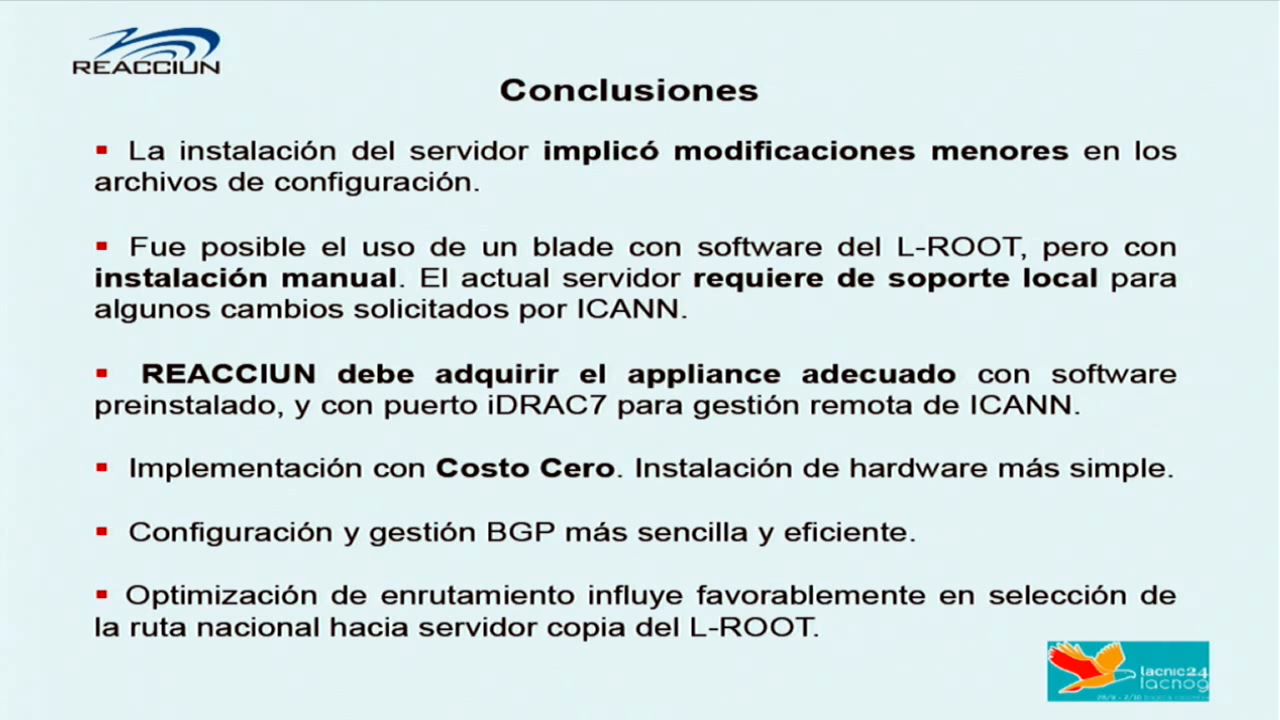 REACCIUN
Conclusiones
▪ La instalación del servidor implicó modificaciones menores en los
archivos de configuración.
▪ Fue posible el uso de un blade con software del L-ROOT, pero con
instalación manual. El actual servidor requiere de soporte local para
algunos cambios solicitados por ICANN.
▪ REACCIUN debe adquirir el appliance adecuado con software
preinstalado, y con puerto iDRAC7 para gestión remota de ICANN.
▪ Implementación con Costo Cero. Instalación de hardware más simple.
▪ Configuración y gestión BGP más sencilla y eficiente.
▪ Optimización de enrutamiento influye favorablemente en selección de
la ruta nacional hacia servidor copia del L-ROOT.
lacnic24
lacnog